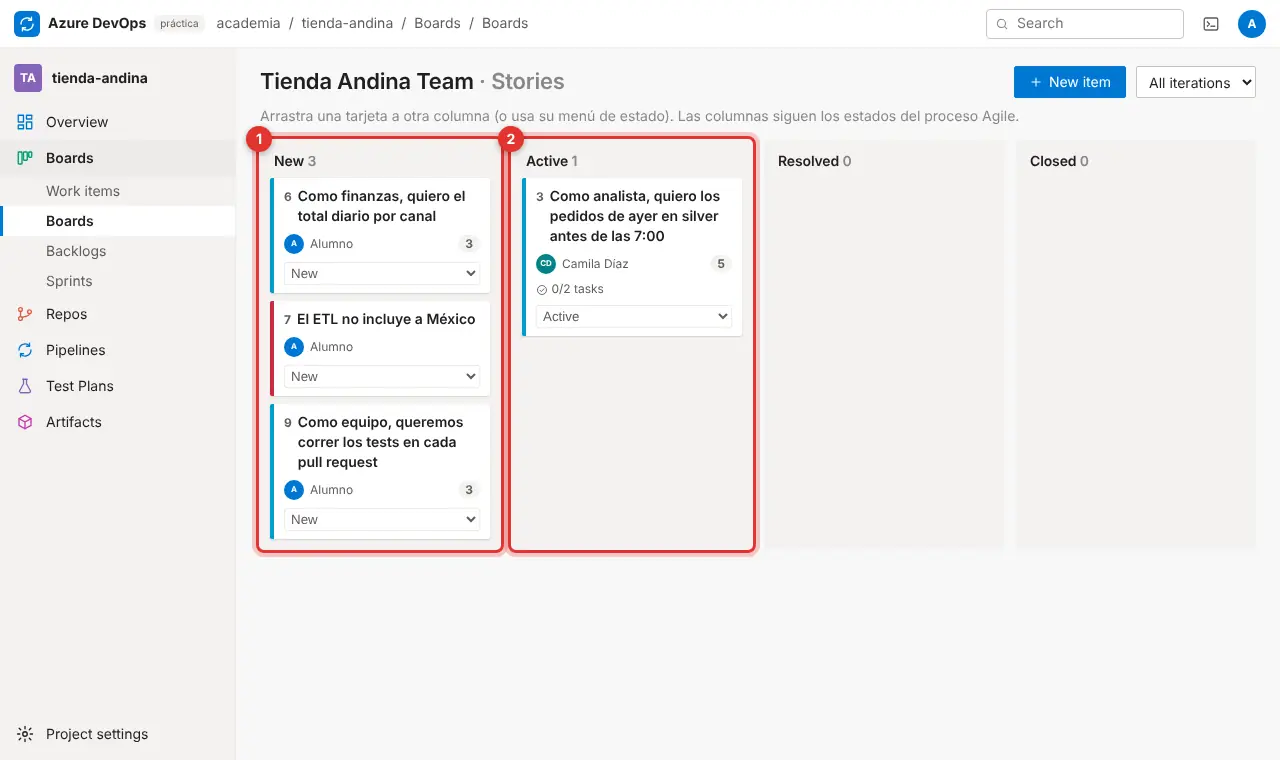 Azure DevOps práctica academia / tienda-andina / Boards / Boards Search A
TA tienda-andina
Overview
Boards
Work items
Boards
Backlogs
Sprints
Repos
Pipelines
Test Plans
Artifacts
Project settings
Tienda Andina Team · Stories
+ New item All iterations
Arrastra una tarjeta a otra columna (o usa su menú de estado). Las columnas siguen los estados del proceso Agile.
1
New 3
6 Como finanzas, quiero el
total diario por canal
A Alumno 3
New
7 El ETL no incluye a México
A Alumno
New
9 Como equipo, queremos
correr los tests en cada
pull request
A Alumno 3
New
2
Active 1
3 Como analista, quiero los
pedidos de ayer en silver
antes de las 7:00
CD Camila Díaz 5
0/2 tasks
Active
Resolved 0
Closed 0